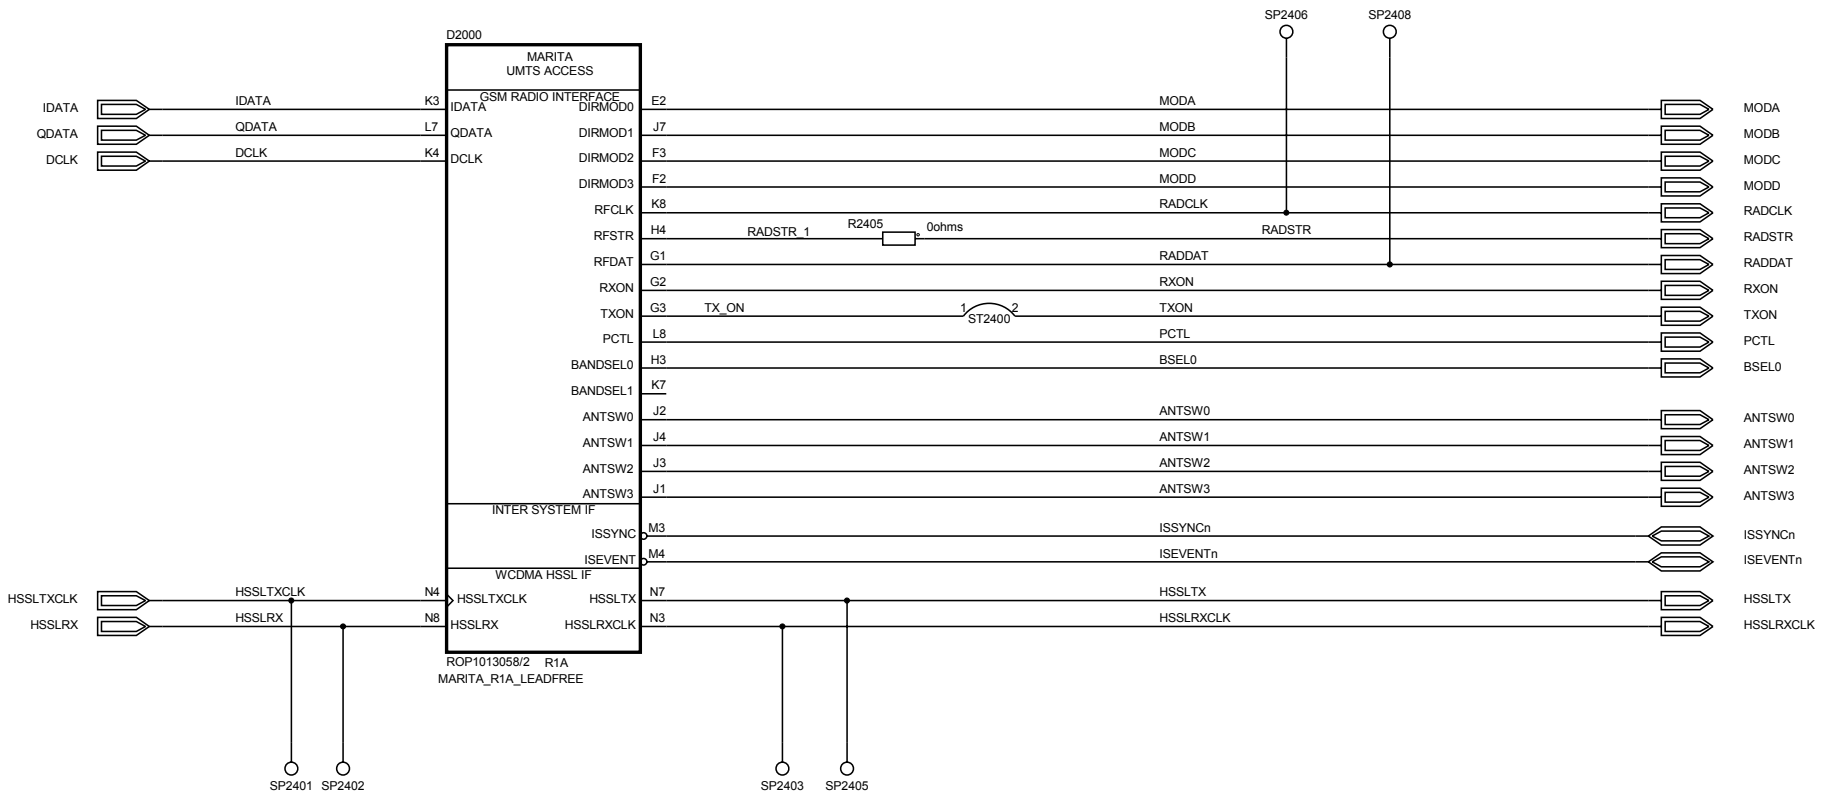 SP2406 SP2408
D2000
MARITA
UMTS ACCESS
GSM RADIO INTERFACE
IDATA IDATA K3 IDATA DIRMOD0 E2 MODA MODA
QDATA QDATA L7 QDATA DIRMOD1 J7 MODB MODB
DCLK DCLK K4 DCLK DIRMOD2 F3 MODC MODC
DIRMOD3 F2 MODD MODD
RFCLK K8 RADCLK RADCLK
RFSTR H4 RADSTR_1 R2405 0ohms RADSTR RADSTR
RFDAT G1 RADDAT RADDAT
RXON G2 RXON RXON
TXON G3 TX_ON 1 ST2400 2 TXON TXON
PCTL L8 PCTL PCTL
BANDSEL0 H3 BSEL0 BSEL0
BANDSEL1 K7
ANTSW0 J2 ANTSW0 ANTSW0
ANTSW1 J4 ANTSW1 ANTSW1
ANTSW2 J3 ANTSW2 ANTSW2
ANTSW3 J1 ANTSW3 ANTSW3
INTER SYSTEM IF
ISSYNC M3 ISSYNCn ISSYNCn
ISEVENT M4 ISEVENTn ISEVENTn
WCDMA HSSL IF
HSSLTXCLK HSSLTXCLK N4 HSSLTXCLK HSSLTX N7 HSSLTX HSSLTX
HSSLRX HSSLRX N8 HSSLRX HSSLRXCLK N3 HSSLRXCLK HSSLRXCLK
ROP1013058/2 R1A
MARITA_R1A_LEADFREE
SP2401 SP2402 SP2403 SP2405